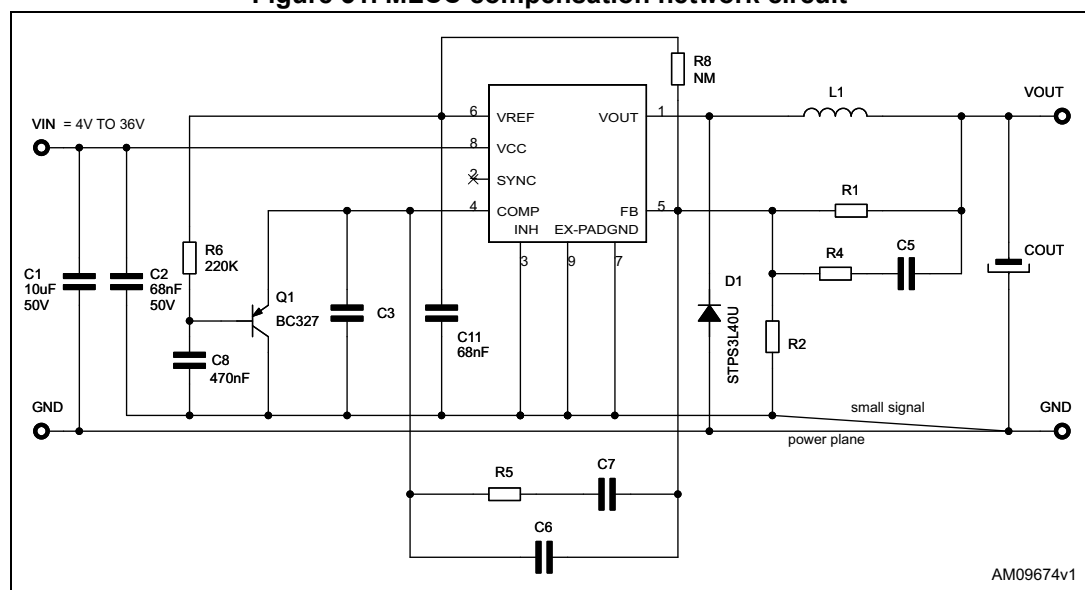 Figure 31. MLCC compensation network circuit
R8
NM
L1
VOUT
VIN = 4V TO 36V
6
VREF
VOUT
1
8
VCC
2
SYNC
4
COMP
FB
5
INH
EX-PAD
GND
3
9
7
R1
R4
C5
COUT
R6
220K
C1
10uF
50V
C2
68nF
50V
Q1
BC327
C3
C11
68nF
D1
STPS3L40U
R2
C8
470nF
GND
small signal
GND
power plane
R5
C7
C6
AM09674v1